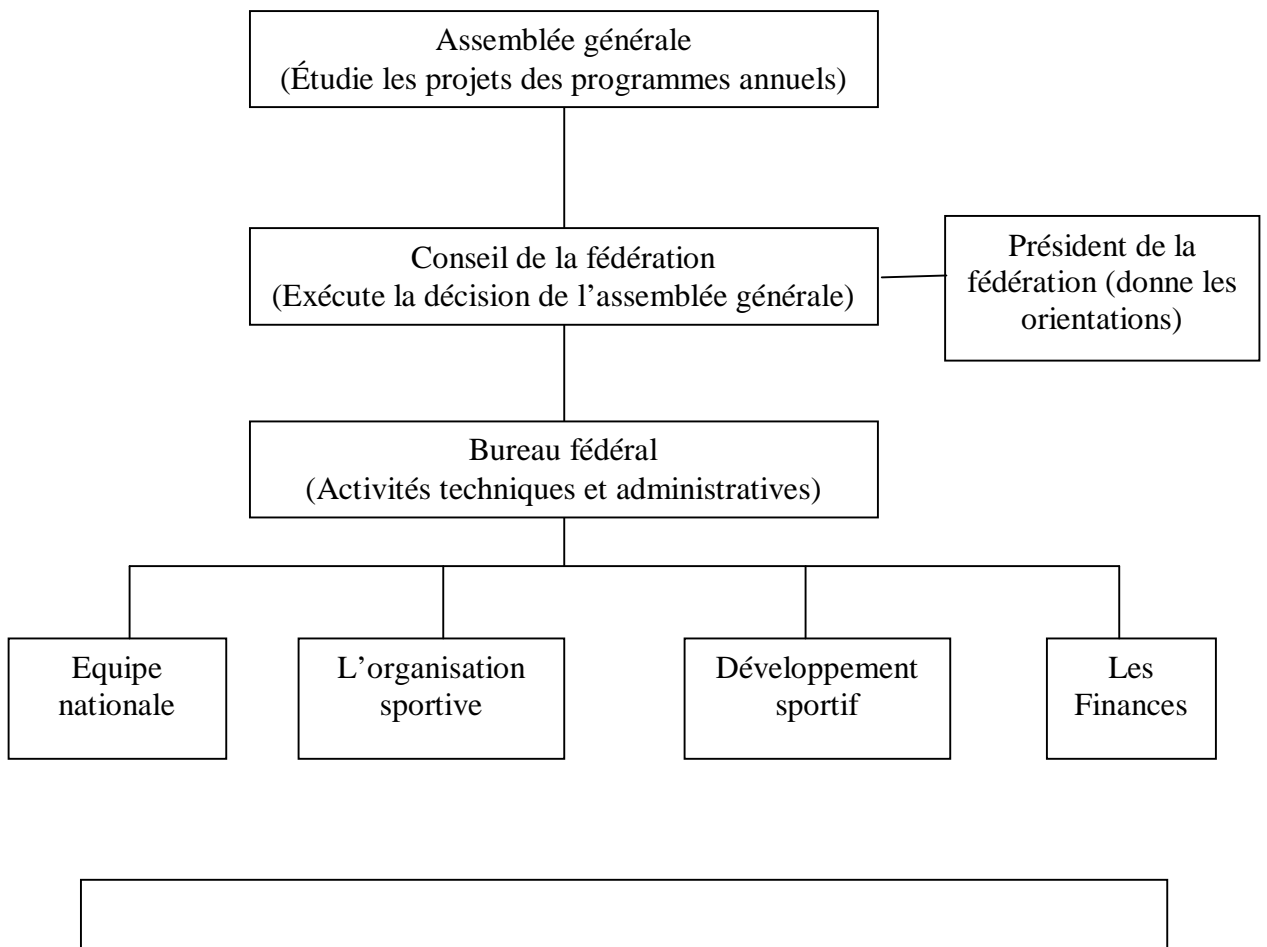 Assemblée générale
(Étudie les projets des programmes annuels)
Conseil de la fédération
(Exécute la décision de l’assemblée générale)
Président de la
fédération (donne les
orientations)
Bureau fédéral
(Activités techniques et administratives)
Equipe
nationale
L’organisation
sportive
Développement
sportif
Les
Finances